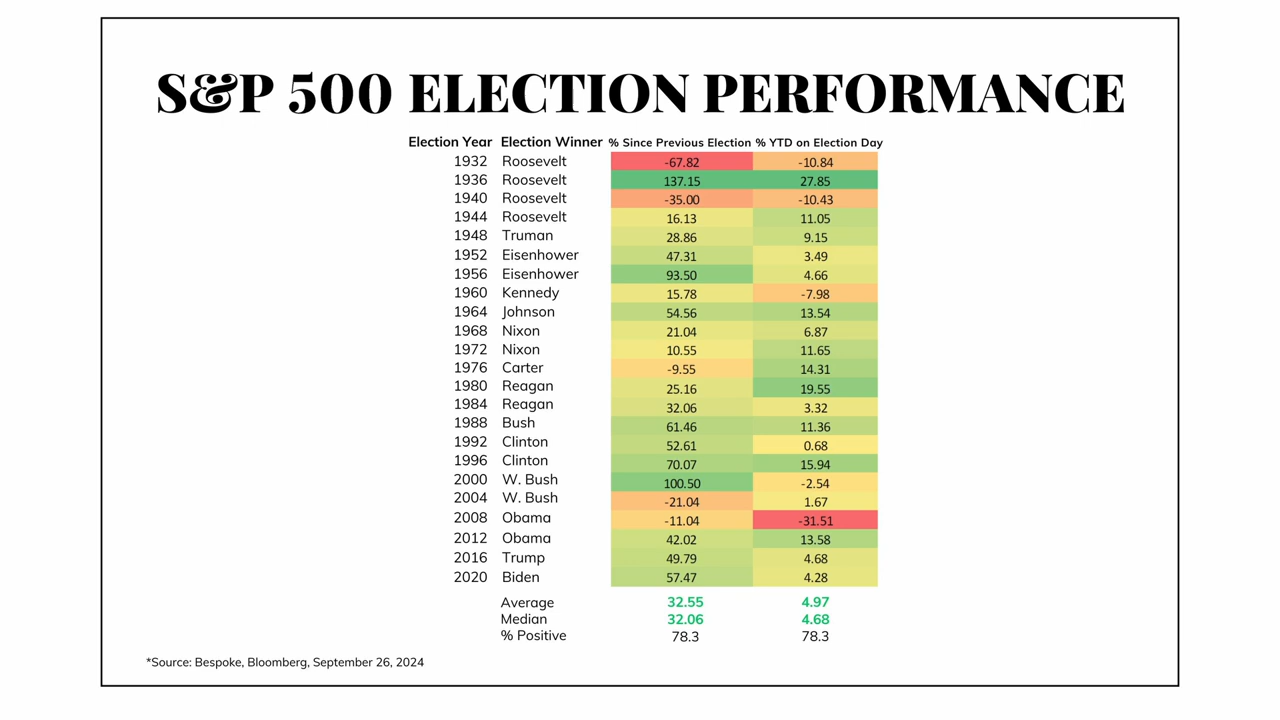 S&P 500 ELECTION PERFORMANCE
Election Year Election Winner % Since Previous Election % YTD on Election Day
1932 Roosevelt -67.82 -10.84
1936 Roosevelt 137.15 27.85
1940 Roosevelt -35.00 -10.43
1944 Roosevelt 16.13 11.05
1948 Truman 28.86 9.15
1952 Eisenhower 47.31 3.49
1956 Eisenhower 93.50 4.66
1960 Kennedy 15.78 -7.98
1964 Johnson 54.56 13.54
1968 Nixon 21.04 6.87
1972 Nixon 10.55 11.65
1976 Carter -9.55 14.31
1980 Reagan 25.16 19.55
1984 Reagan 32.06 3.32
1988 Bush 61.46 11.36
1992 Clinton 52.61 0.68
1996 Clinton 70.07 15.94
2000 W. Bush 100.50 -2.54
2004 W. Bush -21.04 1.67
2008 Obama -11.04 -31.51
2012 Obama 42.02 13.58
2016 Trump 49.79 4.68
2020 Biden 57.47 4.28
Average 32.55 4.97
Median 32.06 4.68
% Positive 78.3 78.3
*Source: Bespoke, Bloomberg, September 26, 2024